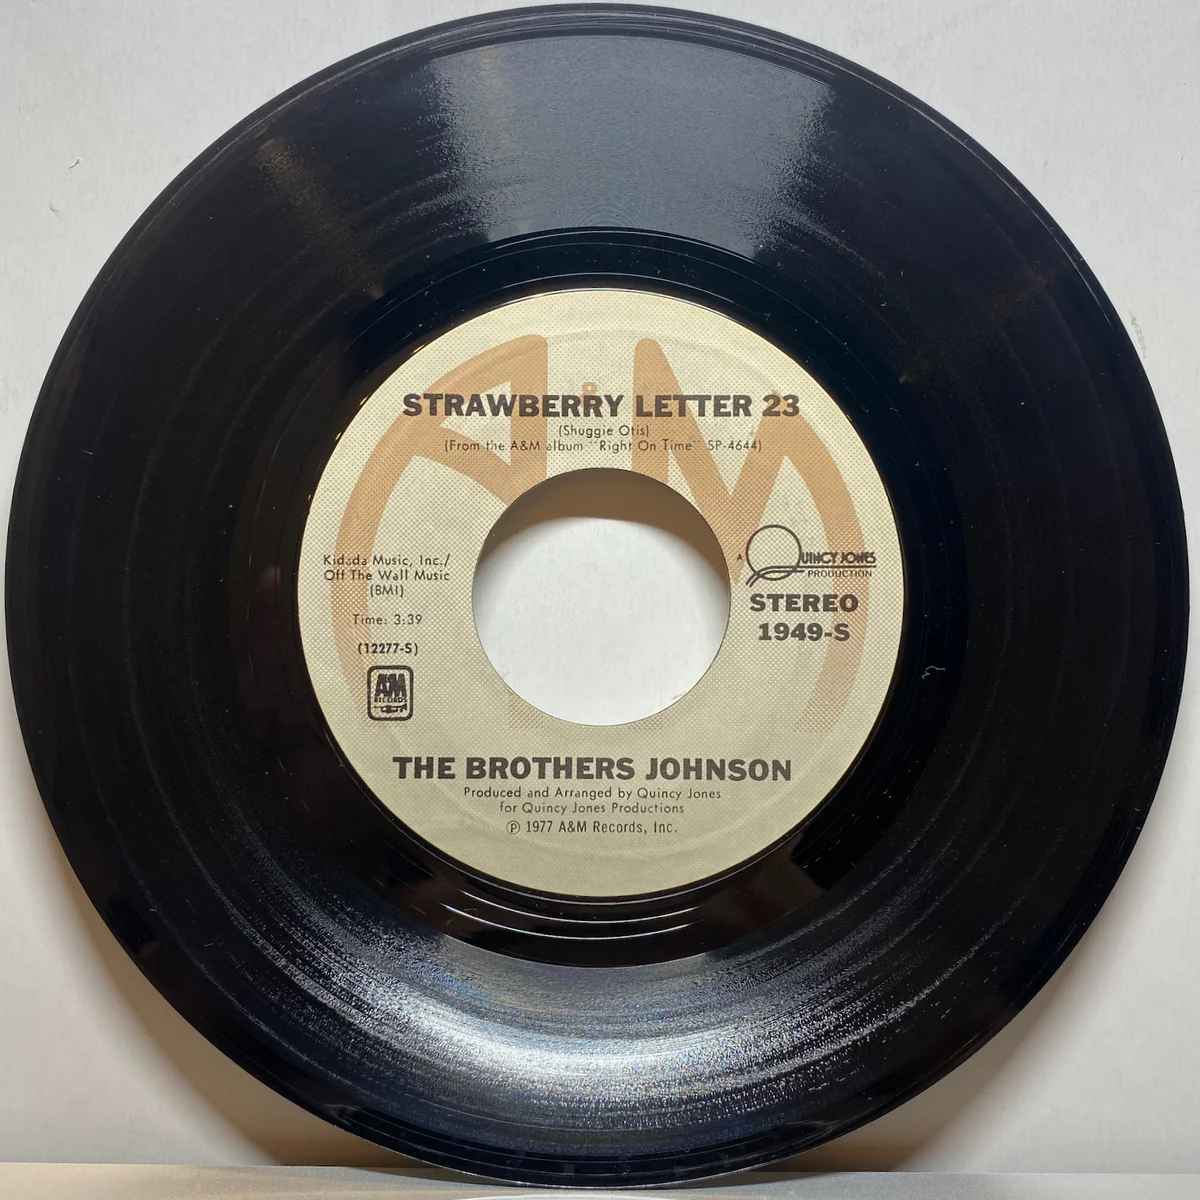 STRAWBERRY LETTER 23
(Shuggie Otis)
(From the A&M album "Right On Time" SP-4644)
Kidada Music, Inc./
Off The Wall Music
(BMI)
Time: 3:39
(12277-S)
A&M
RECORDS
QUINCY JONES
PRODUCTION
STEREO
1949-S
THE BROTHERS JOHNSON
Produced and Arranged by Quincy Jones
for Quincy Jones Productions
℗ 1977 A&M Records, Inc.